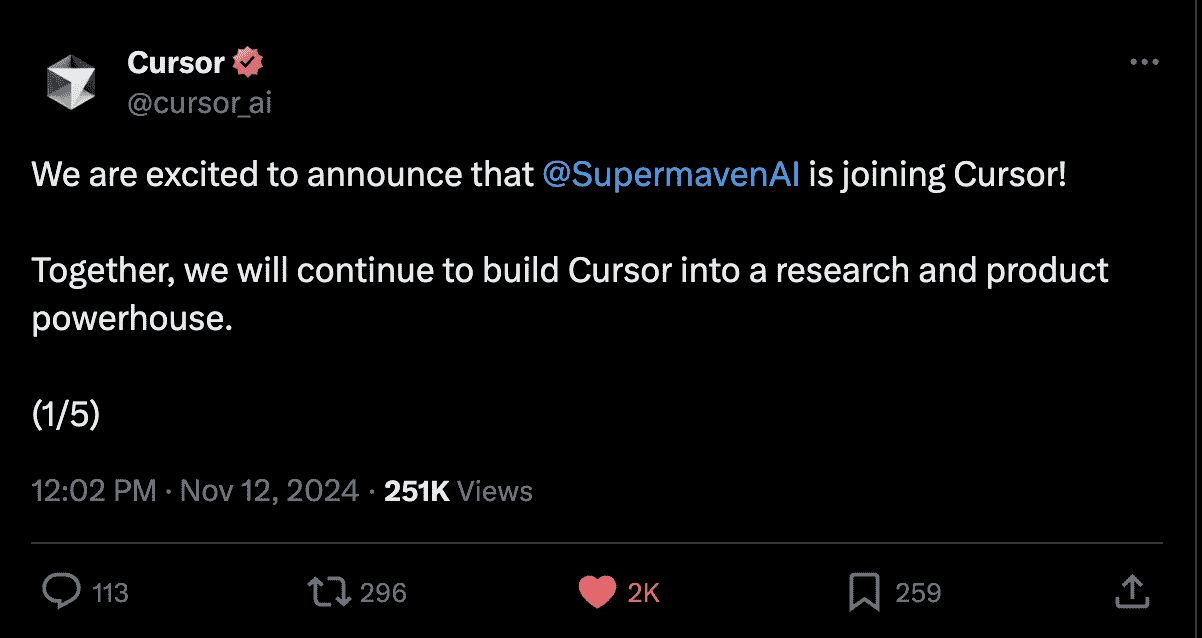 Cursor
@cursor_ai
We are excited to announce that @SupermavenAI is joining Cursor!
Together, we will continue to build Cursor into a research and product
powerhouse.
(1/5)
12:02 PM · Nov 12, 2024 · 251K Views
113 296 2K 259